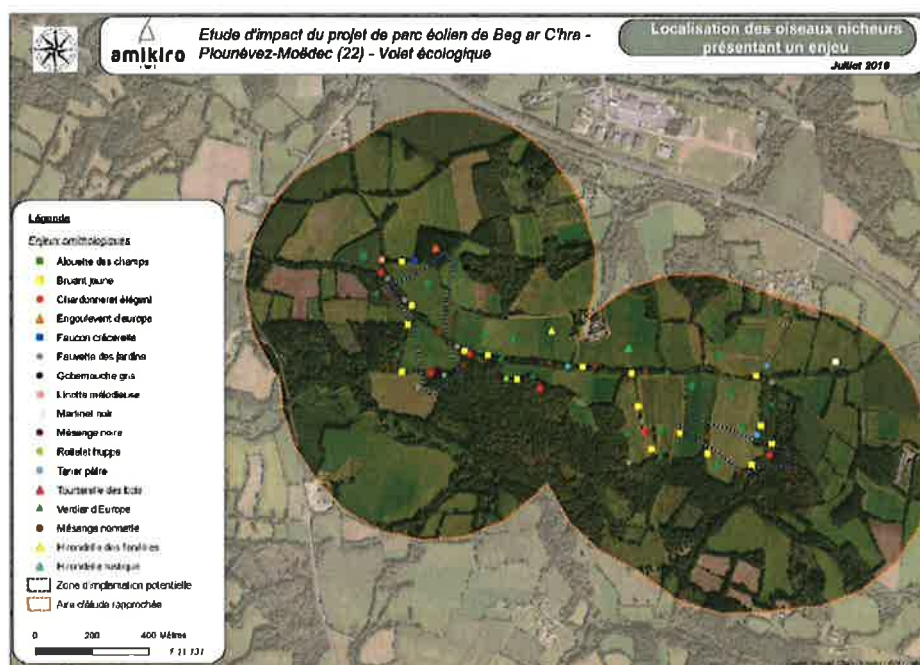 amikiro
Etude d'impact du projet de parc éolien de Beg ar C'hra -
Plounévez-Moëdec (22) - Volet écologique
Localisation des oiseaux nicheurs
présentant un enjeu
Juillet 2016
Légende
Enjeux ornithologiques
Alouette des champs
Bruant jaune
Chardonneret élégant
Engoulevent d'europe
Faucon crécerelle
Fauvette des jardins
Gobemouche gris
Linotte mélodieuse
Martinet noir
Mésange noire
Roitelet huppé
Tarier pâtre
Tourterelle des bois
Verdier d'Europe
Mésange nonnette
Hirondelle des fenêtres
Hirondelle rustique
Zone d'implantation potentielle
Aire d'étude rapprochée
0 200 400 Mètres